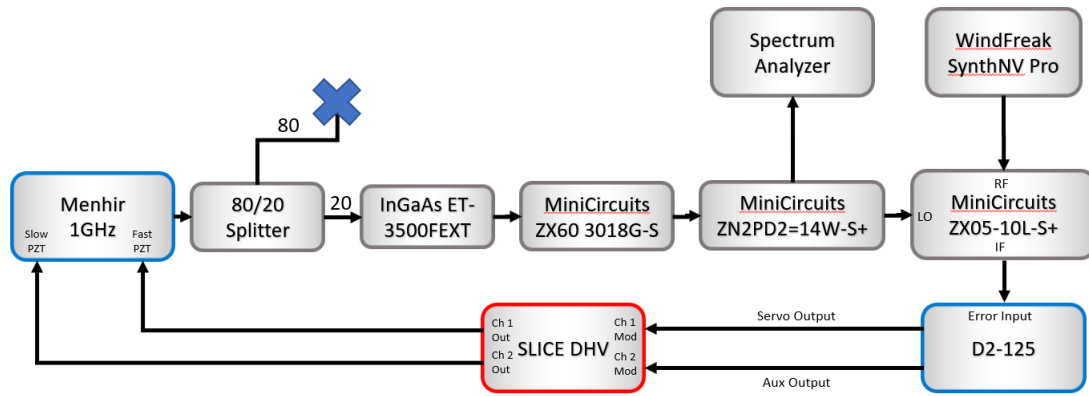 Spectrum
Analyzer
WindFreak
SynthNV Pro
80
Menhir
1GHz
Slow
PZT
Fast
PZT
80/20
Splitter
20
InGaAs ET-
3500FEXT
MiniCircuits
ZX60 3018G-S
MiniCircuits
ZN2PD2=14W-S+
RF
LO
MiniCircuits
ZX05-10L-S+
IF
Ch 1
Out
Ch 2
Out
SLICE DHV
Ch 1
Mod
Ch 2
Mod
Servo Output
Aux Output
Error Input
D2-125